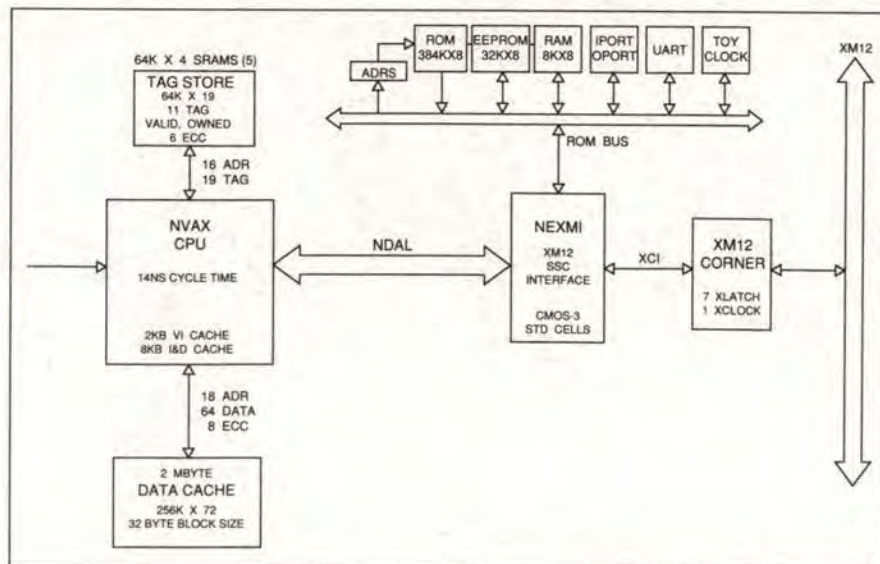 64K X 4 SRAMS (5)
TAG STORE
64K X 19
11 TAG
VALID, OWNED
6 ECC
16 ADR
19 TAG
NVAX
CPU
14NS CYCLE TIME
2KB VI CACHE
8KB I&D CACHE
18 ADR
64 DATA
8 ECC
2 MBYTE
DATA CACHE
256K X 72
32 BYTE BLOCK SIZE
NDAL
ADRS
ROM
384KX8
EEPROM
32KX8
RAM
8KX8
IPORT
OPORT
UART
TOY
CLOCK
ROM BUS
NEXMI
XM12
SSC
INTERFACE
CMOS-3
STD CELLS
XCI
XM12
CORNER
7 XLATCH
1 XCLOCK
XM12